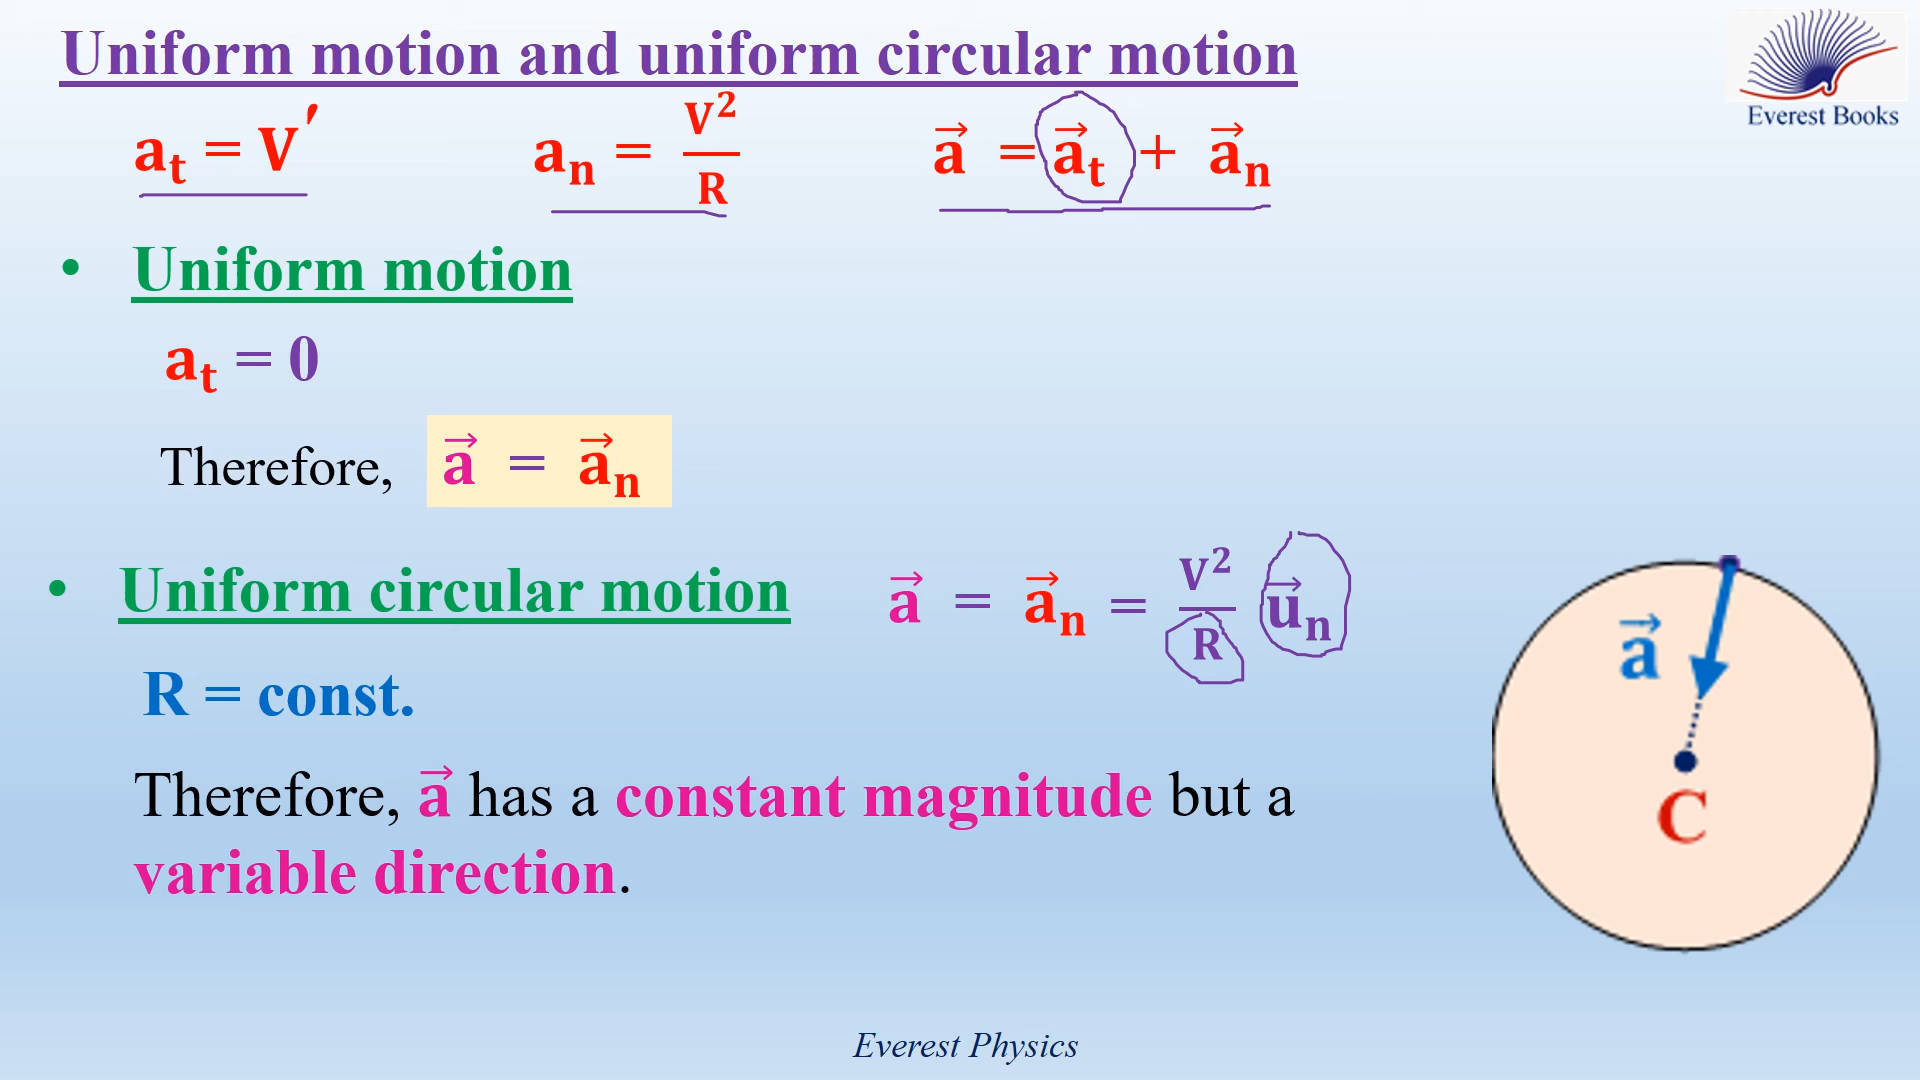 Uniform motion and uniform circular motion
Everest Books
a_t = V′    a_n = V²/R    a⃗ = a⃗_t + a⃗_n
• Uniform motion
a_t = 0
Therefore, a⃗ = a⃗_n
• Uniform circular motion    a⃗ = a⃗_n = V²/R u⃗_n
R = const.
Therefore, a⃗ has a constant magnitude but a
variable direction.
a⃗
C
Everest Physics